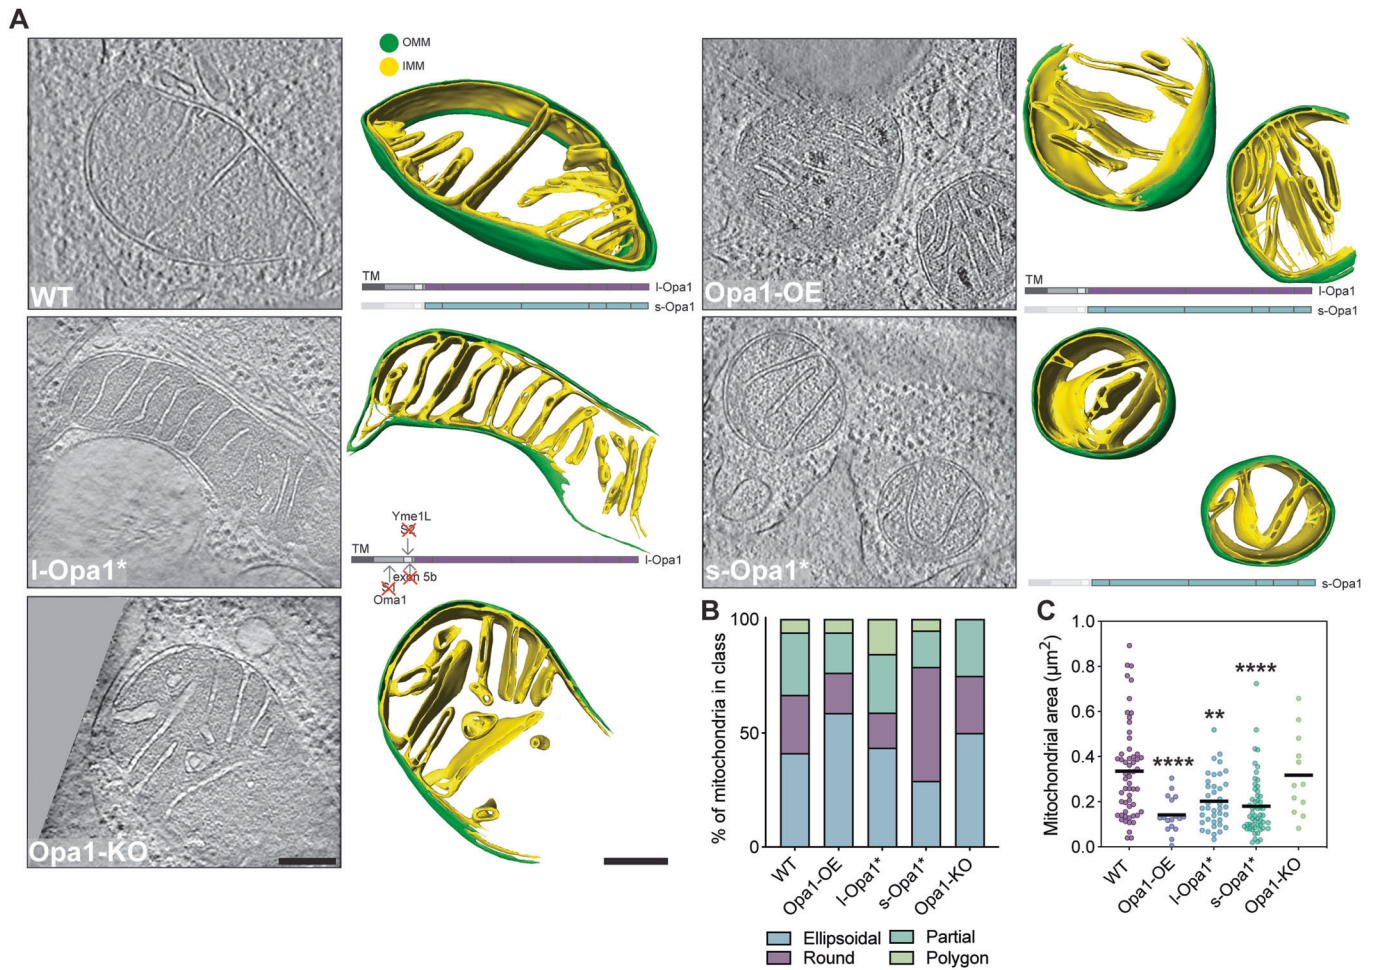 A
OMM
IMM
WT
TM
l-Opa1
s-Opa1
Opa1-OE
TM
l-Opa1
s-Opa1
l-Opa1*
Yme1L
S2
TM
l-Opa1
S1 exon 5b
Oma1
s-Opa1*
s-Opa1
Opa1-KO
B
% of mitochondria in class
100
50
0
WT
Opa1-OE
l-Opa1*
s-Opa1*
Opa1-KO
Ellipsoidal
Partial
Round
Polygon
C
Mitochondrial area (µm²)
1.0
0.8
0.6
0.4
0.2
0.0
****
**
****
WT
Opa1-OE
l-Opa1*
s-Opa1*
Opa1-KO